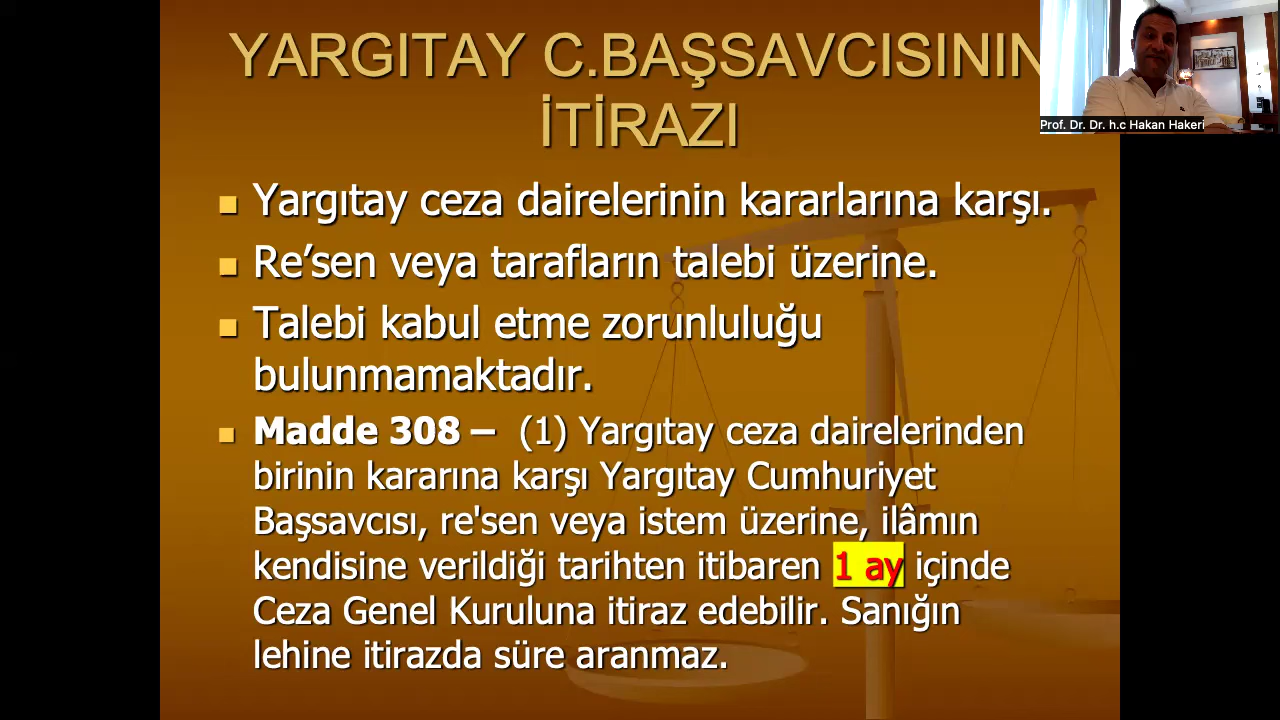 YARGITAY C.BAŞSAVCISININ
İTİRAZI
Prof. Dr. Dr. h.c Hakan Hakeri
Yargıtay ceza dairelerinin kararlarına karşı.
Re’sen veya tarafların talebi üzerine.
Talebi kabul etme zorunluluğu
bulunmamaktadır.
Madde 308 – (1) Yargıtay ceza dairelerinden
birinin kararına karşı Yargıtay Cumhuriyet
Başsavcısı, re'sen veya istem üzerine, ilâmın
kendisine verildiği tarihten itibaren 1 ay içinde
Ceza Genel Kuruluna itiraz edebilir. Sanığın
lehine itirazda süre aranmaz.